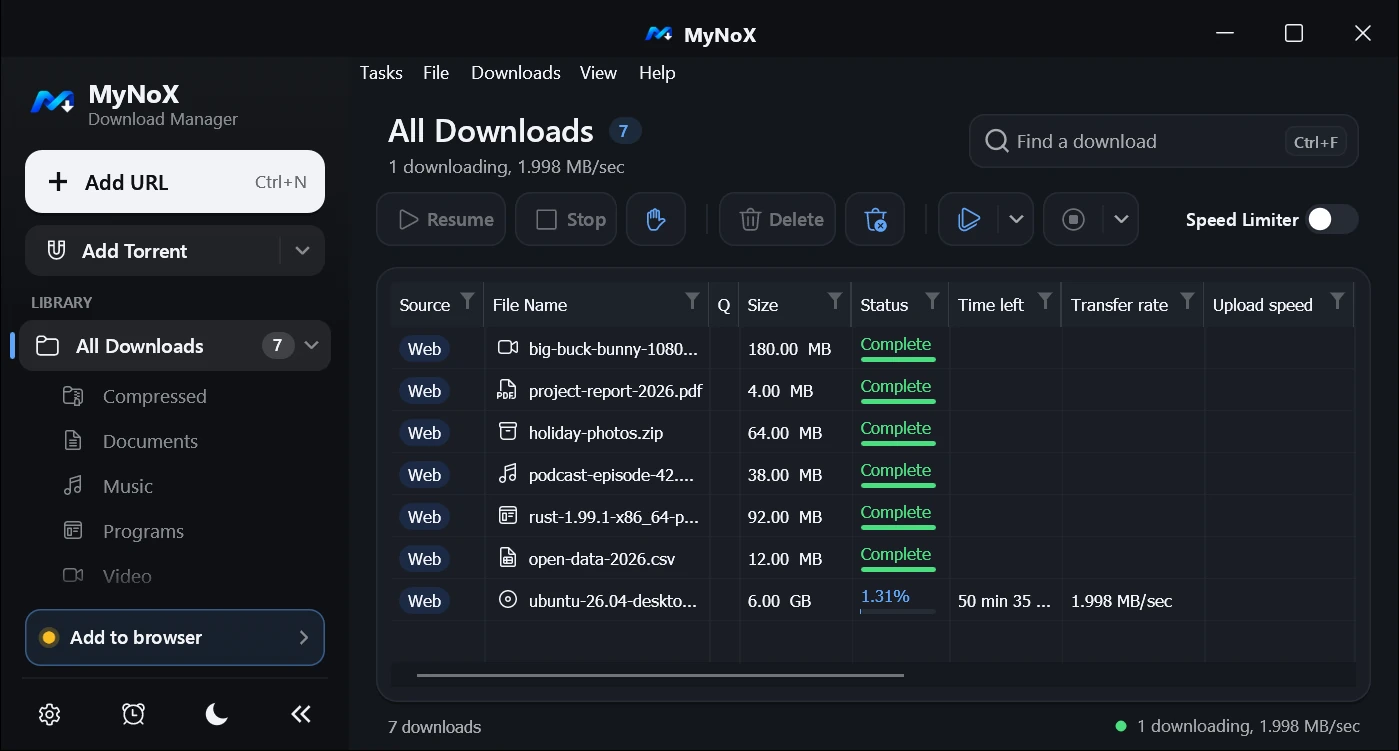 MyNoX
MyNoX
Download Manager
+ Add URL Ctrl+N
Add Torrent
LIBRARY
All Downloads 7
Compressed
Documents
Music
Programs
Video
Add to browser
Tasks File Downloads View Help
All Downloads 7
1 downloading, 1.998 MB/sec
Find a download Ctrl+F
Resume Stop Delete Speed Limiter
Source File Name Q Size Status Time left Transfer rate Upload speed
Web big-buck-bunny-1080... 180.00 MB Complete
Web project-report-2026.pdf 4.00 MB Complete
Web holiday-photos.zip 64.00 MB Complete
Web podcast-episode-42.... 38.00 MB Complete
Web rust-1.99.1-x86_64-p... 92.00 MB Complete
Web open-data-2026.csv 12.00 MB Complete
Web ubuntu-26.04-deskto... 6.00 GB 1.31% 50 min 35 ... 1.998 MB/sec
7 downloads 1 downloading, 1.998 MB/sec